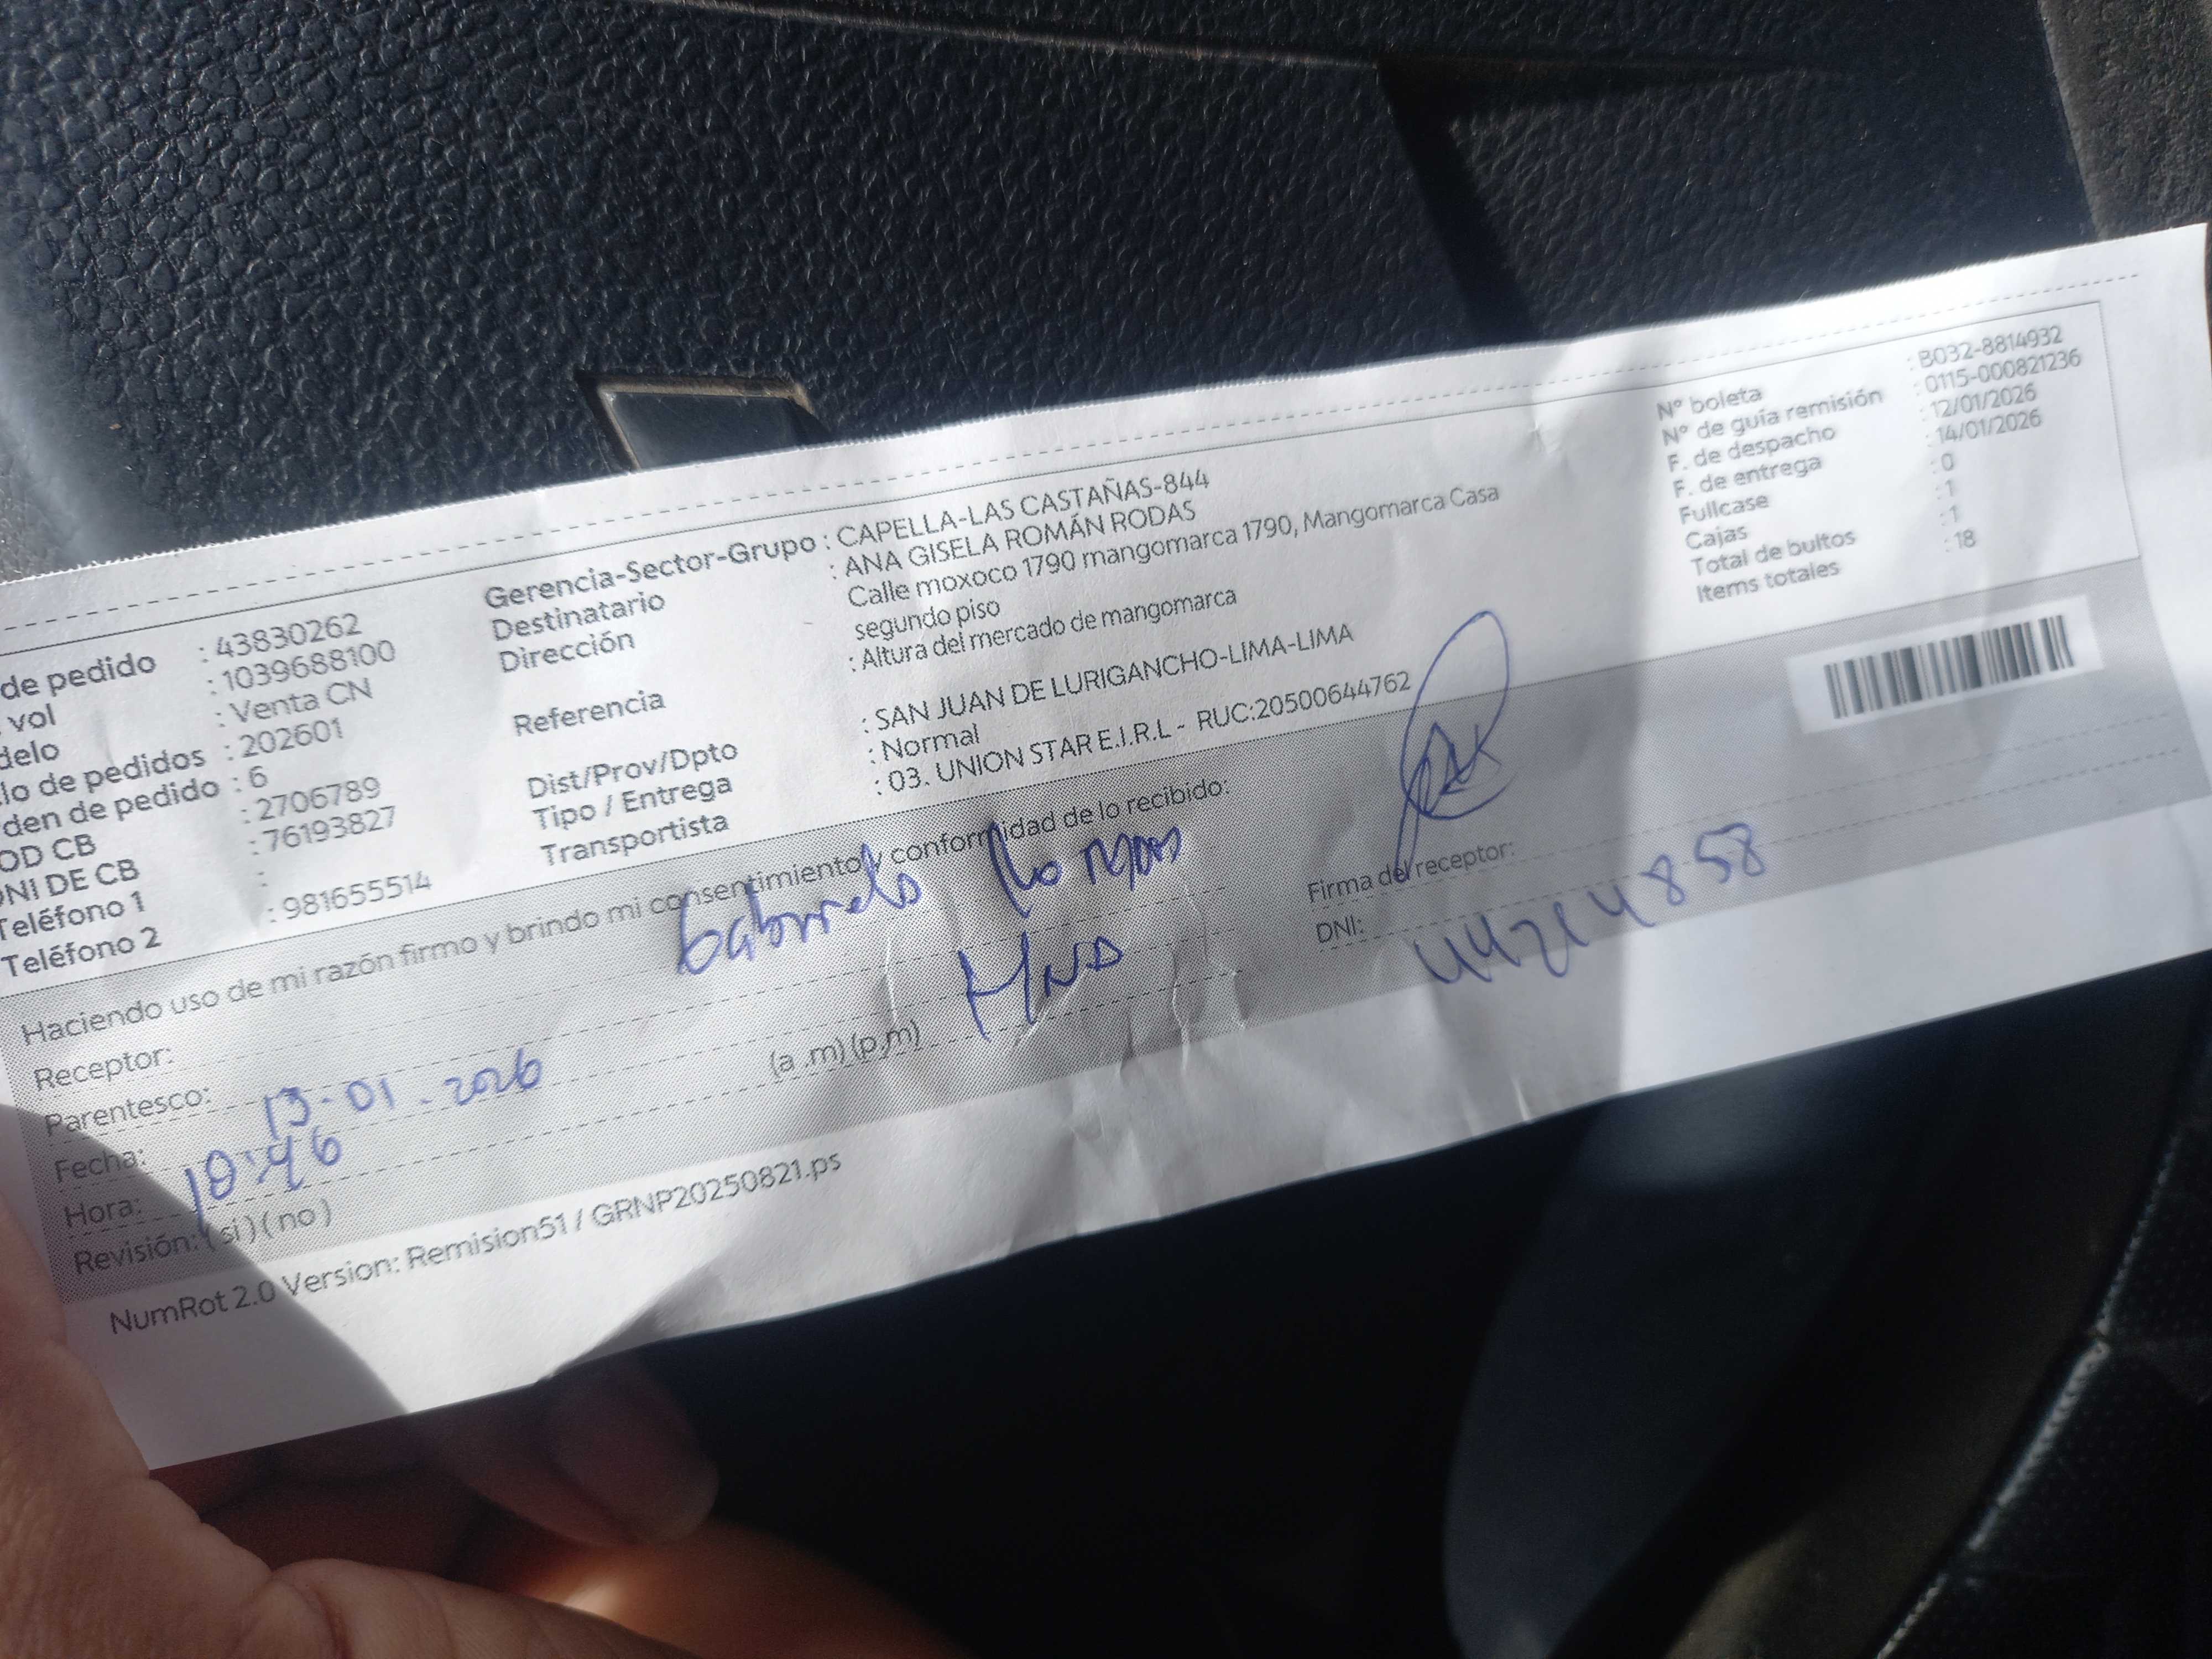 de pedido : 43830262
vol : 1039688100
delo : Venta CN
lo de pedidos : 202601
den de pedido : 6
OD CB : 2706789
NI DE CB : 76193827
Teléfono 1 :
Teléfono 2 : 981655514
Gerencia-Sector-Grupo : CAPELLA-LAS CASTAÑAS-844
Destinatario : ANA GISELA ROMÁN RODAS
Dirección Calle moxoco 1790 mangomarca 1790, Mangomarca Casa
segundo piso
Referencia : Altura del mercado de mangomarca
Dist/Prov/Dpto : SAN JUAN DE LURIGANCHO-LIMA-LIMA
Tipo / Entrega : Normal
Transportista : 03. UNION STAR E.I.R.L - RUC:20500644762
N° boleta : B032-8814932
N° de guía remisión : 0115-000821236
F. de despacho : 12/01/2026
F. de entrega : 14/01/2026
Fullcase : 0
Cajas : 1
Total de bultos : 1
Items totales : 18
Haciendo uso de mi razón firmo y brindo mi consentimiento y conformidad de lo recibido:
Receptor:
Parentesco:
Fecha: 13-01-2026
Hora: 10:46 (a .m) (p.m)
Revisión: ( si ) ( no )
Firma del receptor:
DNI:
NumRot 2.0 Version: Remision51 / GRNP20250821.ps